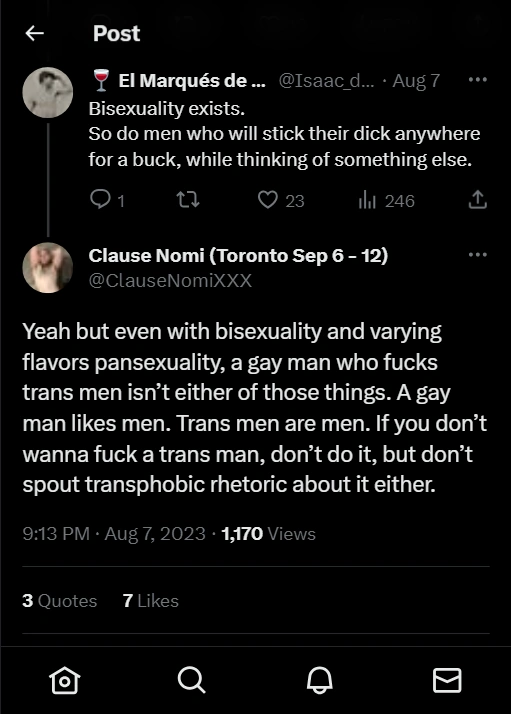 Post
🍷 El Marqués de ... @Isaac_d... · Aug 7
Bisexuality exists.
So do men who will stick their dick anywhere
for a buck, while thinking of something else.
1 23 246
Clause Nomi (Toronto Sep 6 - 12)
@ClauseNomiXXX
Yeah but even with bisexuality and varying
flavors pansexuality, a gay man who fucks
trans men isn’t either of those things. A gay
man likes men. Trans men are men. If you don’t
wanna fuck a trans man, don’t do it, but don’t
spout transphobic rhetoric about it either.
9:13 PM · Aug 7, 2023 · 1,170 Views
3 Quotes 7 Likes